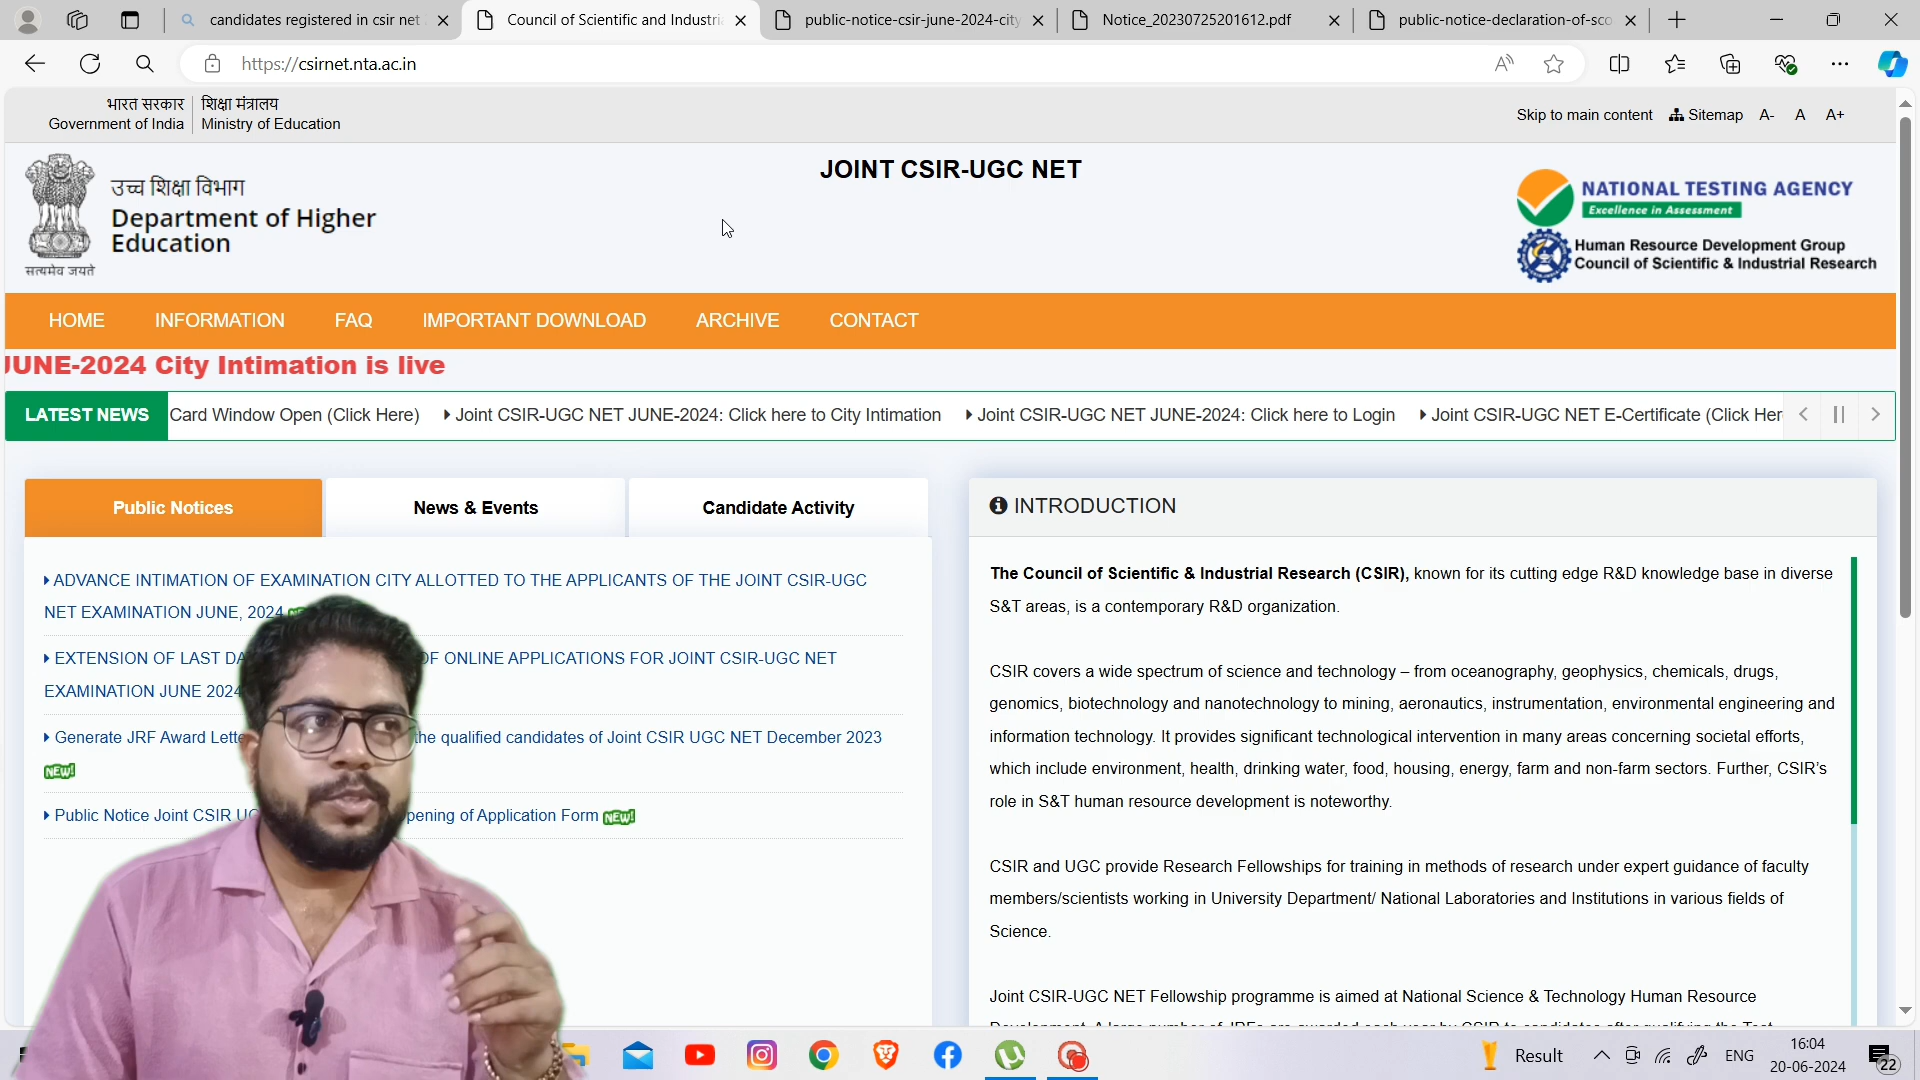 candidates registered in csir net
Council of Scientific and Industri
public-notice-csir-june-2024-city
Notice_20230725201612.pdf
public-notice-declaration-of-sco
https://csirnet.nta.ac.in
भारत सरकार
शिक्षा मंत्रालय
Government of India
Ministry of Education
Skip to main content
Sitemap
A-
A
A+
उच्च शिक्षा विभाग
Department of Higher
Education
सत्यमेव जयते
JOINT CSIR-UGC NET
NATIONAL TESTING AGENCY
Excellence in Assessment
Human Resource Development Group
Council of Scientific & Industrial Research
HOME
INFORMATION
FAQ
IMPORTANT DOWNLOAD
ARCHIVE
CONTACT
JUNE-2024 City Intimation is live
LATEST NEWS
Card Window Open (Click Here)
Joint CSIR-UGC NET JUNE-2024: Click here to City Intimation
Joint CSIR-UGC NET JUNE-2024: Click here to Login
Joint CSIR-UGC NET E-Certificate (Click Her
Public Notices
News & Events
Candidate Activity
ADVANCE INTIMATION OF EXAMINATION CITY ALLOTTED TO THE APPLICANTS OF THE JOINT CSIR-UGC
NET EXAMINATION JUNE, 2024
EXTENSION OF LAST OF ONLINE APPLICATIONS FOR JOINT CSIR-UGC NET
EXAMINATION JUNE 2024
Generate JRF Award the qualified candidates of Joint CSIR UGC NET December 2023
NEW!
Public Notice Joint CSIR of Application Form NEW!
INTRODUCTION
The Council of Scientific & Industrial Research (CSIR), known for its cutting edge R&D knowledge base in diverse
S&T areas, is a contemporary R&D organization.
CSIR covers a wide spectrum of science and technology – from oceanography, geophysics, chemicals, drugs,
genomics, biotechnology and nanotechnology to mining, aeronautics, instrumentation, environmental engineering and
information technology. It provides significant technological intervention in many areas concerning societal efforts,
which include environment, health, drinking water, food, housing, energy, farm and non-farm sectors. Further, CSIR's
role in S&T human resource development is noteworthy.
CSIR and UGC provide Research Fellowships for training in methods of research under expert guidance of faculty
members/scientists working in University Department/ National Laboratories and Institutions in various fields of
Science.
Joint CSIR-UGC NET Fellowship programme is aimed at National Science & Technology Human Resource
Result
ENG
16:04
20-06-2024
22